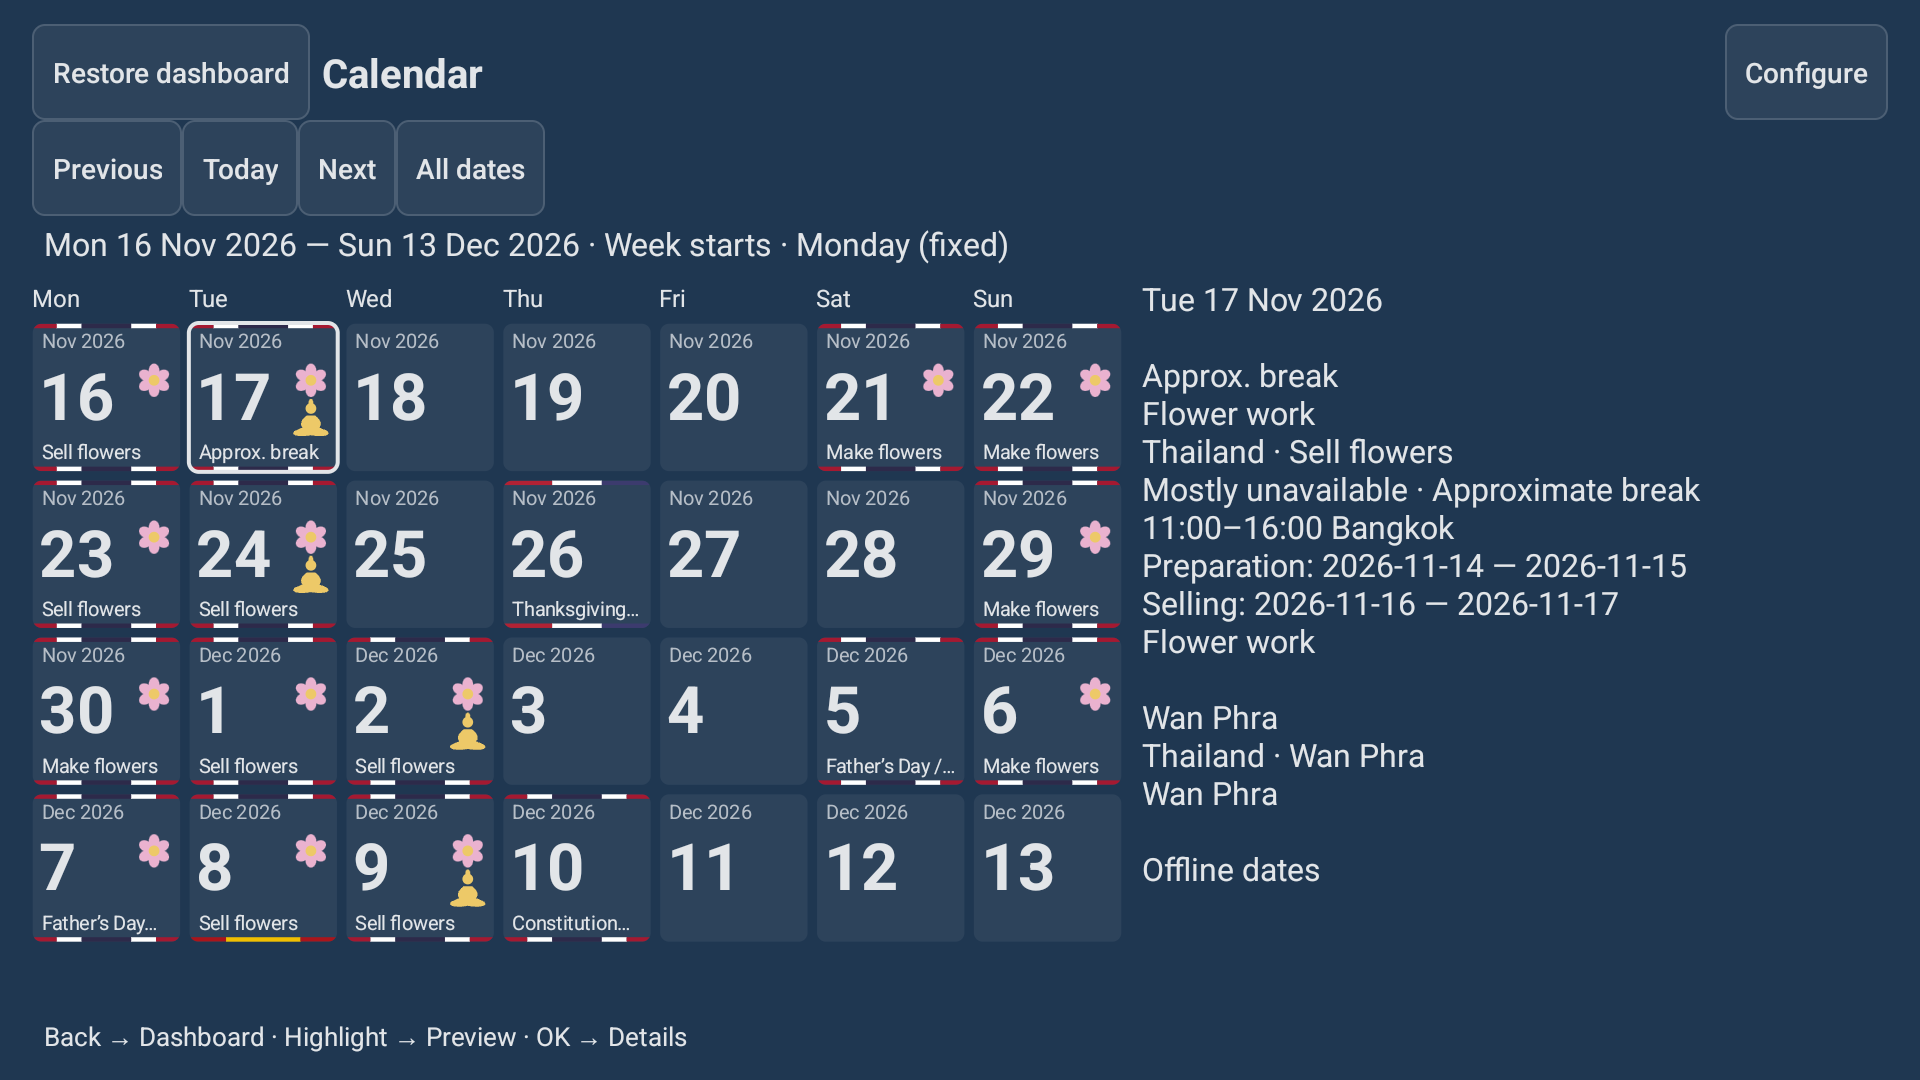 Restore dashboard
Calendar
Configure
Previous
Today
Next
All dates
Mon 16 Nov 2026 — Sun 13 Dec 2026 · Week starts · Monday (fixed)
Mon Tue Wed Thu Fri Sat Sun
Nov 2026 Nov 2026 Nov 2026 Nov 2026 Nov 2026 Nov 2026 Nov 2026
16 17 18 19 20 21 22
Sell flowers Approx. break Make flowers Make flowers
Nov 2026 Nov 2026 Nov 2026 Nov 2026 Nov 2026 Nov 2026 Nov 2026
23 24 25 26 27 28 29
Sell flowers Sell flowers Thanksgiving... Make flowers
Nov 2026 Dec 2026 Dec 2026 Dec 2026 Dec 2026 Dec 2026 Dec 2026
30 1 2 3 4 5 6
Make flowers Sell flowers Sell flowers Father’s Day /... Make flowers
Dec 2026 Dec 2026 Dec 2026 Dec 2026 Dec 2026 Dec 2026 Dec 2026
7 8 9 10 11 12 13
Father’s Day... Sell flowers Sell flowers Constitution...
Tue 17 Nov 2026
Approx. break
Flower work
Thailand · Sell flowers
Mostly unavailable · Approximate break
11:00–16:00 Bangkok
Preparation: 2026-11-14 — 2026-11-15
Selling: 2026-11-16 — 2026-11-17
Flower work
Wan Phra
Thailand · Wan Phra
Wan Phra
Offline dates
Back → Dashboard · Highlight → Preview · OK → Details